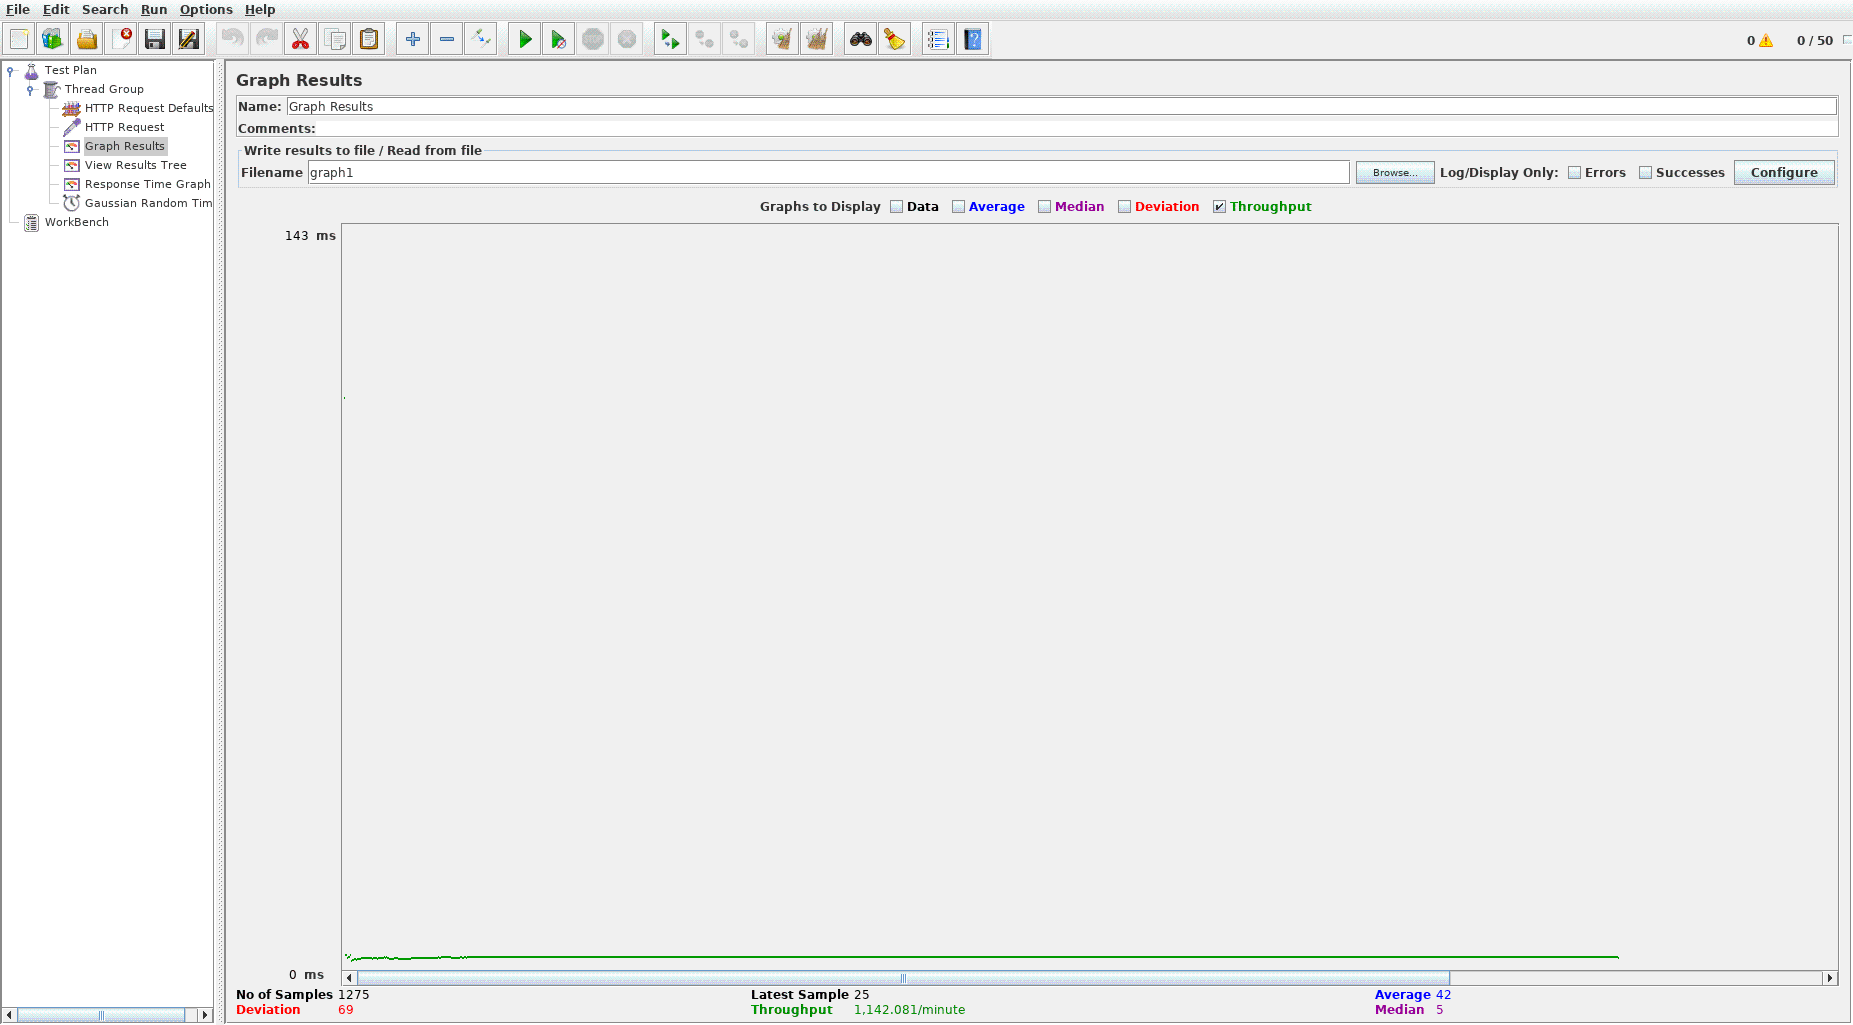 File Edit Search Run Options Help
0 0 / 50
Test Plan
Thread Group
HTTP Request Defaults
HTTP Request
Graph Results
View Results Tree
Response Time Graph
Gaussian Random Tim
WorkBench
Graph Results
Name: Graph Results
Comments:
Write results to file / Read from file
Filename graph1 Browse... Log/Display Only: Errors Successes Configure
Graphs to Display Data Average Median Deviation Throughput
143 ms
0 ms
No of Samples 1275 Latest Sample 25 Average 42
Deviation 69 Throughput 1,142.081/minute Median 5